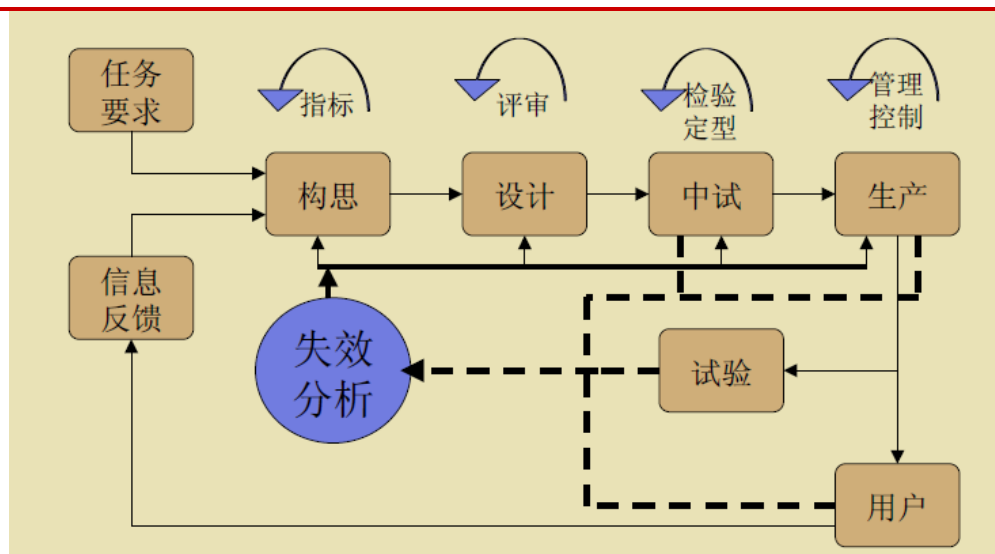 任务
要求
指标
评审
检验
定型
管理
控制
构思
设计
中试
生产
信息
反馈
失效
分析
试验
用户